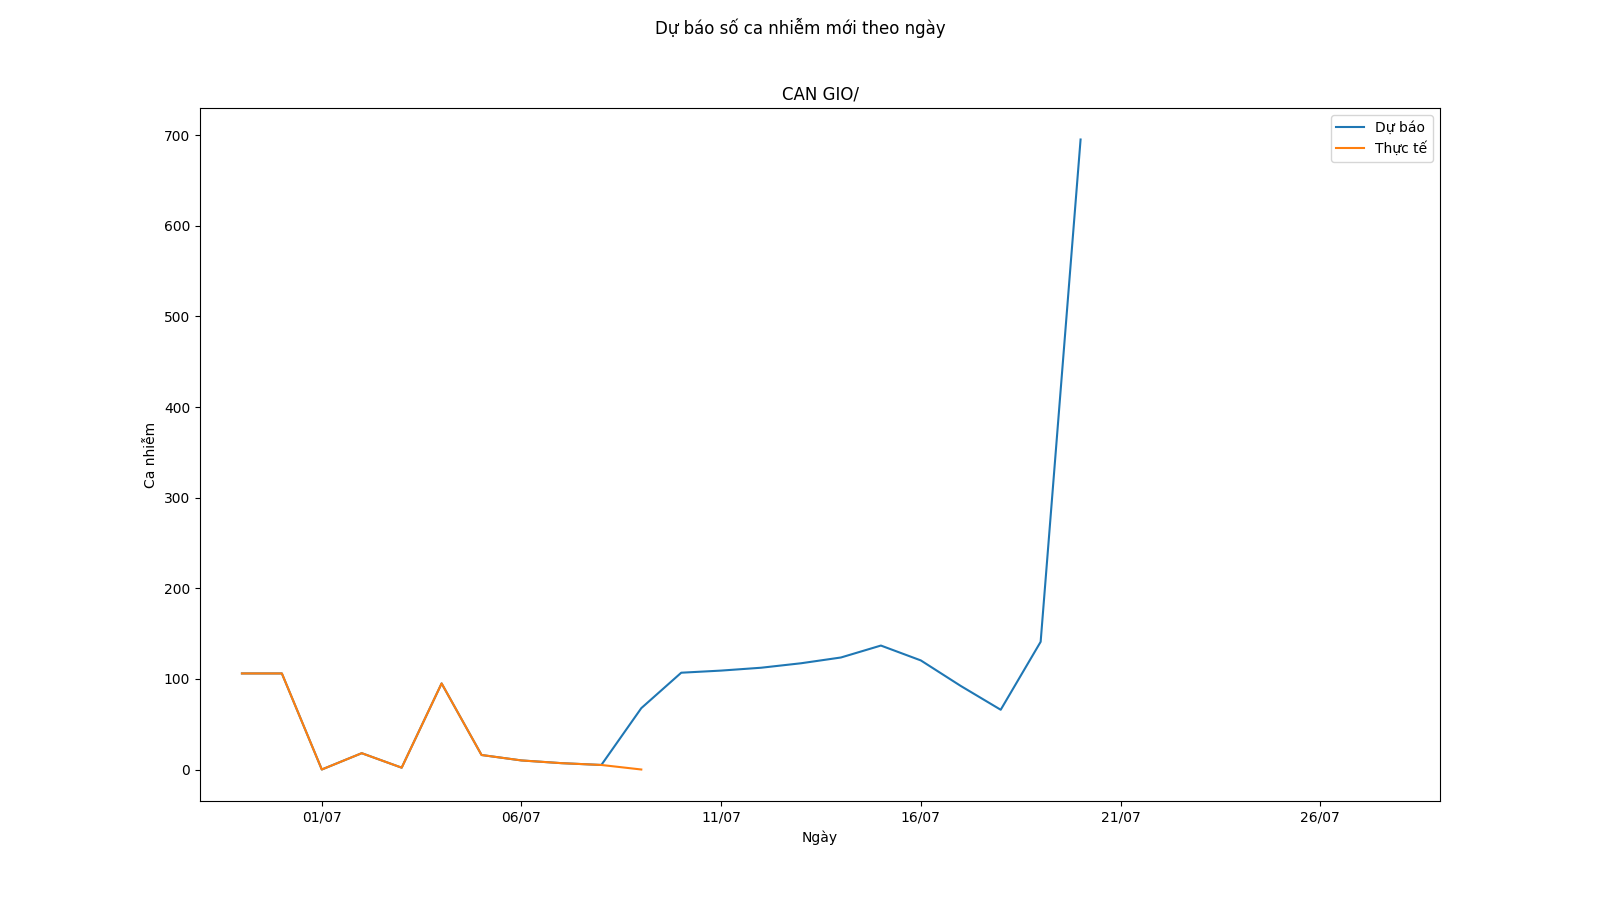 Dự báo số ca nhiễm mới theo ngày
CAN GIO/
Dự báo
Thực tế
700
600
500
400
300
200
100
0
Ca nhiễm
01/07 06/07 11/07 16/07 21/07 26/07
Ngày